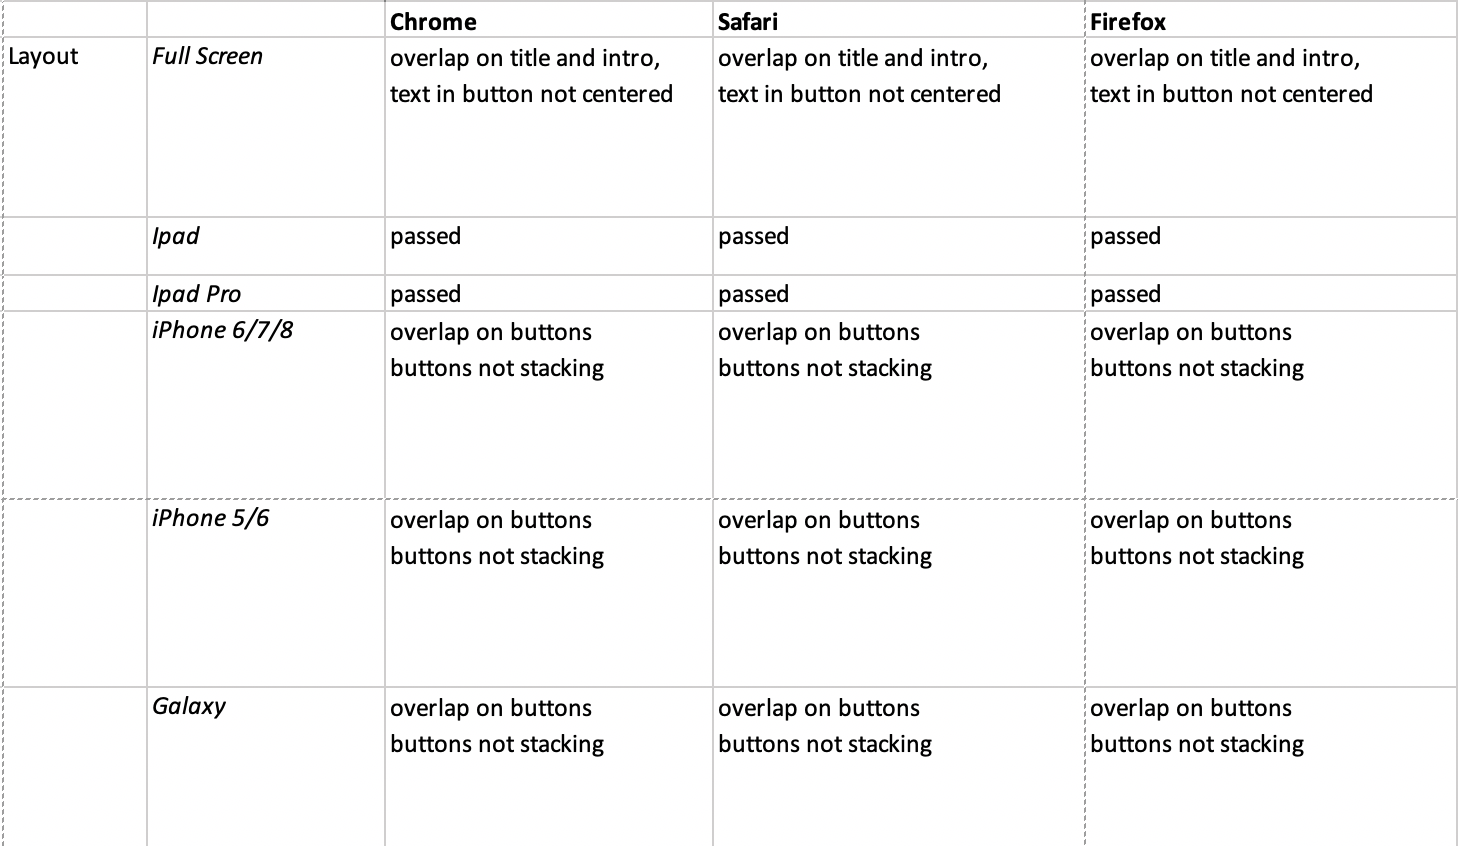 Chrome Safari Firefox
Layout Full Screen overlap on title and intro, overlap on title and intro, overlap on title and intro,
text in button not centered text in button not centered text in button not centered
Ipad passed passed passed
Ipad Pro passed passed passed
iPhone 6/7/8 overlap on buttons overlap on buttons overlap on buttons
buttons not stacking buttons not stacking buttons not stacking
iPhone 5/6 overlap on buttons overlap on buttons overlap on buttons
buttons not stacking buttons not stacking buttons not stacking
Galaxy overlap on buttons overlap on buttons overlap on buttons
buttons not stacking buttons not stacking buttons not stacking